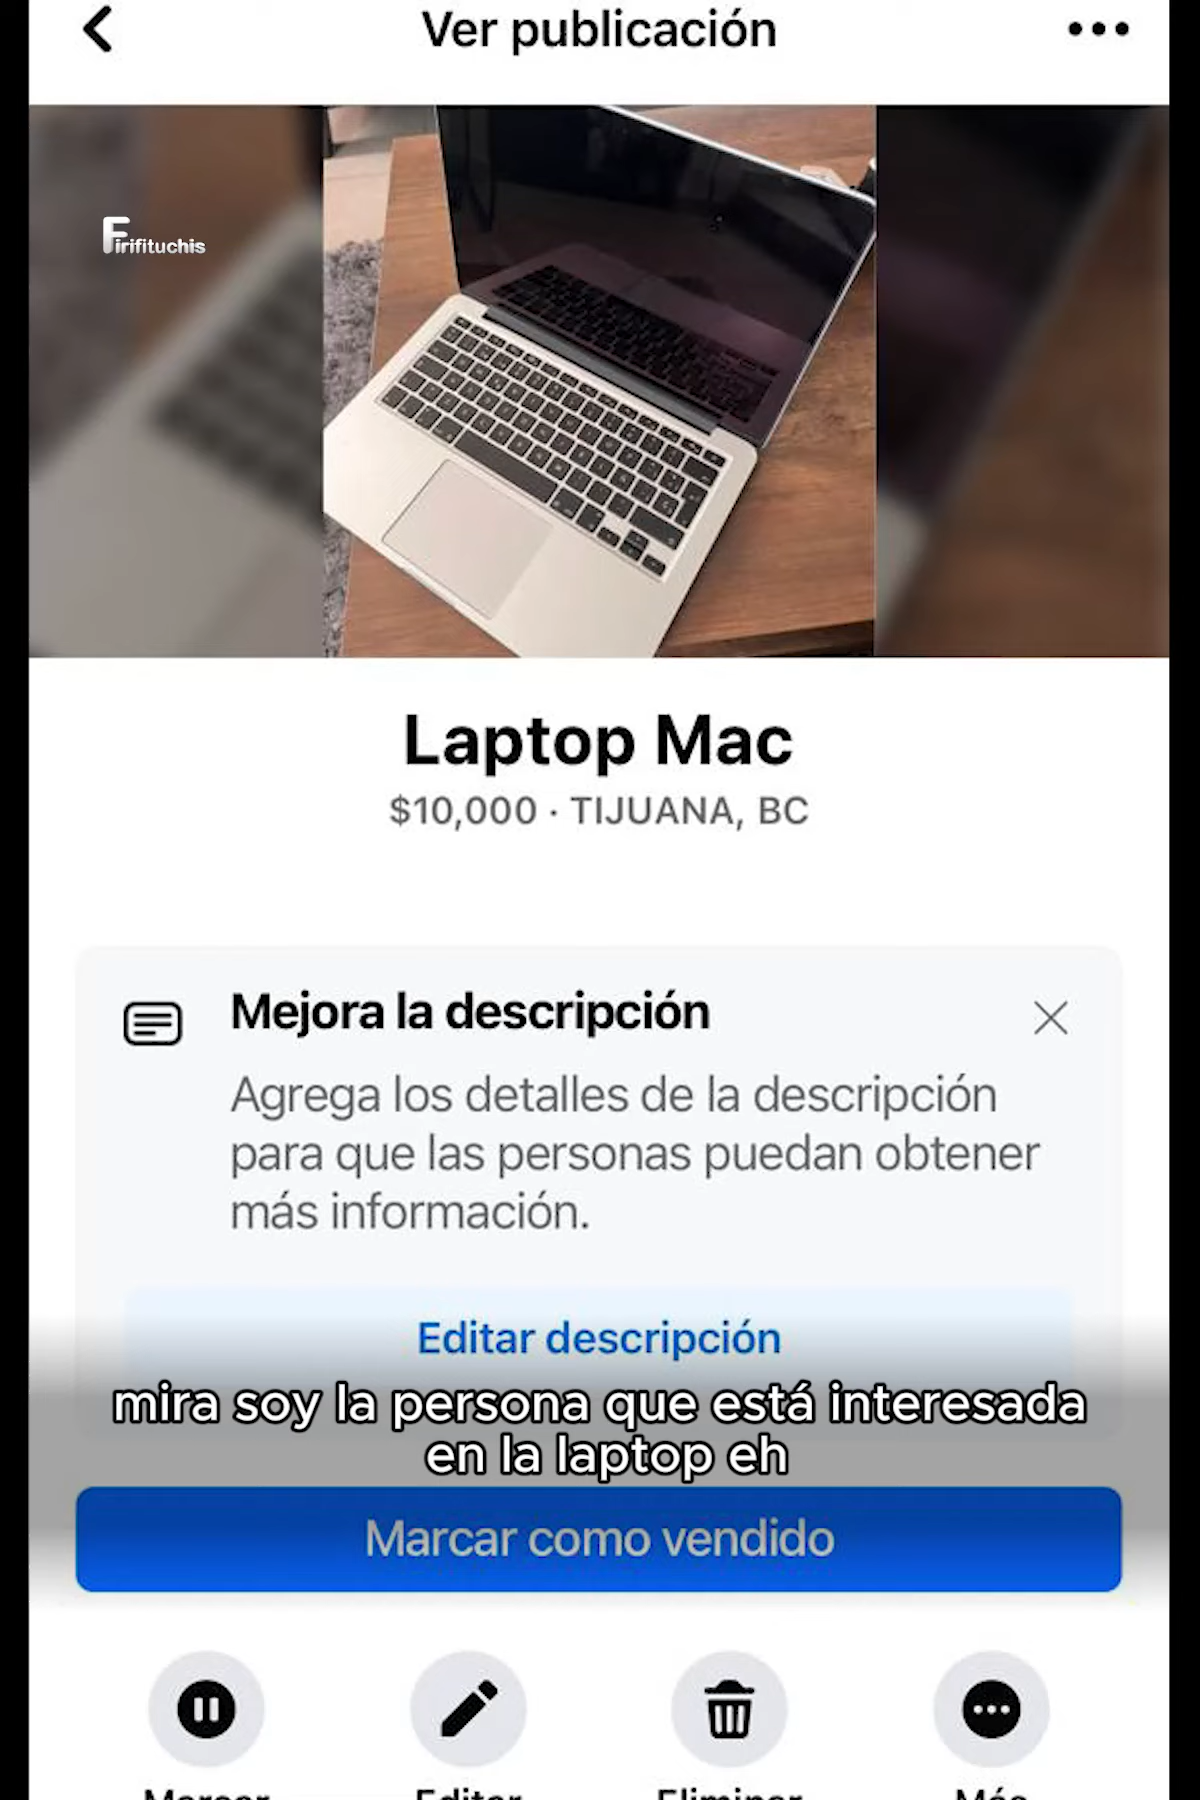 Ver publicación
Firifituchis
Laptop Mac
$10,000 · TIJUANA, BC
Mejora la descripción
Agrega los detalles de la descripción
para que las personas puedan obtener
más información.
Editar descripción
mira soy la persona que está interesada
en la laptop eh
Marcar como vendido
Editar Eliminar Más